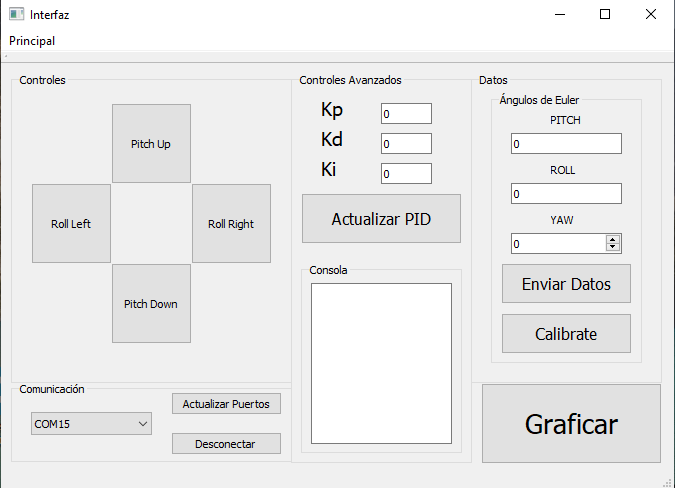 Interfaz
Principal
Controles
Pitch Up
Roll Left
Roll Right
Pitch Down
Comunicación
COM15
Actualizar Puertos
Desconectar
Controles Avanzados
Kp
0
Kd
0
Ki
0
Actualizar PID
Consola
Datos
Ángulos de Euler
PITCH
0
ROLL
0
YAW
0
Enviar Datos
Calibrate
Graficar